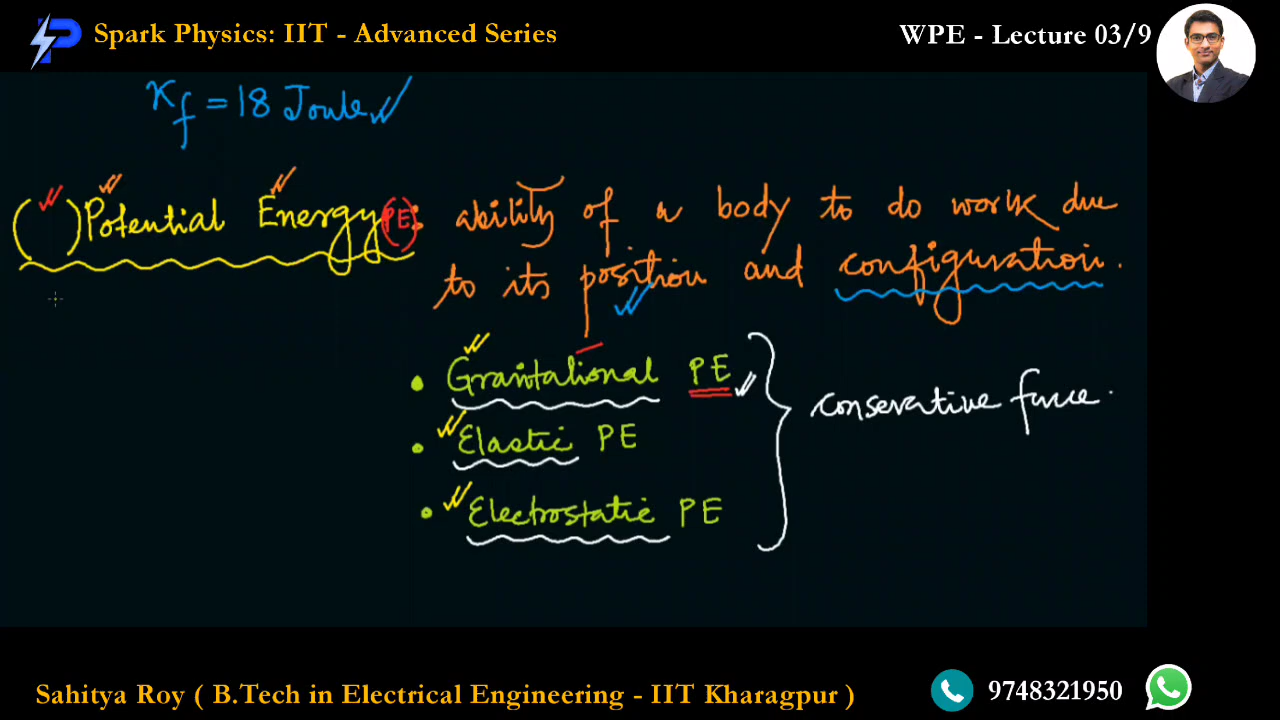 Spark Physics: IIT - Advanced Series
WPE - Lecture 03/9
K_f = 18 Joule
( ) Potential Energy (PE): ability of a body to do work due
to its position and configuration.
• Gravitational PE
• Elastic PE
• Electrostatic PE
conservative force.
Sahitya Roy ( B.Tech in Electrical Engineering - IIT Kharagpur )
9748321950